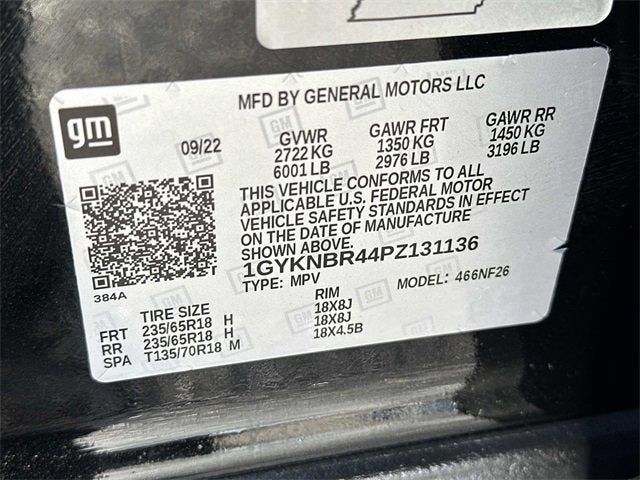 MFD BY GENERAL MOTORS LLC
gm
09/22
GVWR
2722 KG
6001 LB
GAWR FRT
1350 KG
2976 LB
GAWR RR
1450 KG
3196 LB
THIS VEHICLE CONFORMS TO ALL
APPLICABLE U.S. FEDERAL MOTOR
VEHICLE SAFETY STANDARDS IN EFFECT
ON THE DATE OF MANUFACTURE
SHOWN ABOVE.
1GYKNBR44PZ131136
TYPE: MPV MODEL: 466NF26
384A
TIRE SIZE RIM
FRT 235/65R18 H 18X8J
RR 235/65R18 H 18X8J
SPA T135/70R18 M 18X4.5B